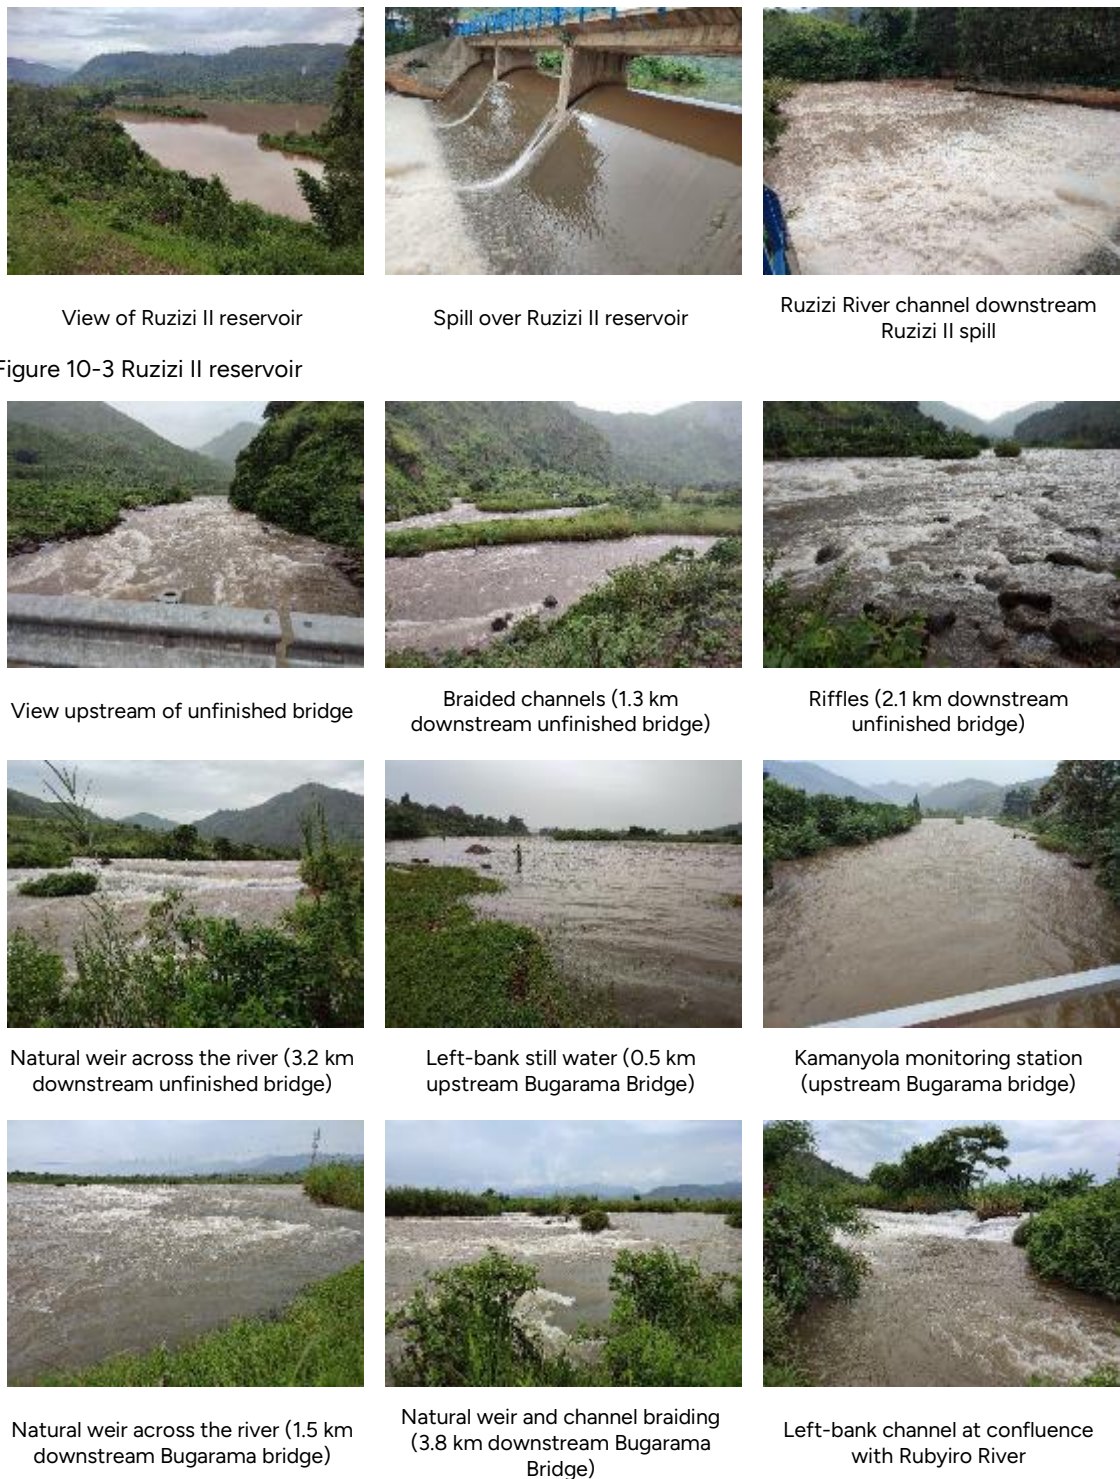 View of Ruzizi II reservoir
Spill over Ruzizi II reservoir
Ruzizi River channel downstream
Ruzizi II spill
Figure 10-3 Ruzizi II reservoir
View upstream of unfinished bridge
Braided channels (1.3 km
downstream unfinished bridge)
Riffles (2.1 km downstream
unfinished bridge)
Natural weir across the river (3.2 km
downstream unfinished bridge)
Left-bank still water (0.5 km
upstream Bugarama Bridge)
Kamanyola monitoring station
(upstream Bugarama bridge)
Natural weir across the river (1.5 km
downstream Bugarama bridge)
Natural weir and channel braiding
(3.8 km downstream Bugarama
Bridge)
Left-bank channel at confluence
with Rubyiro River